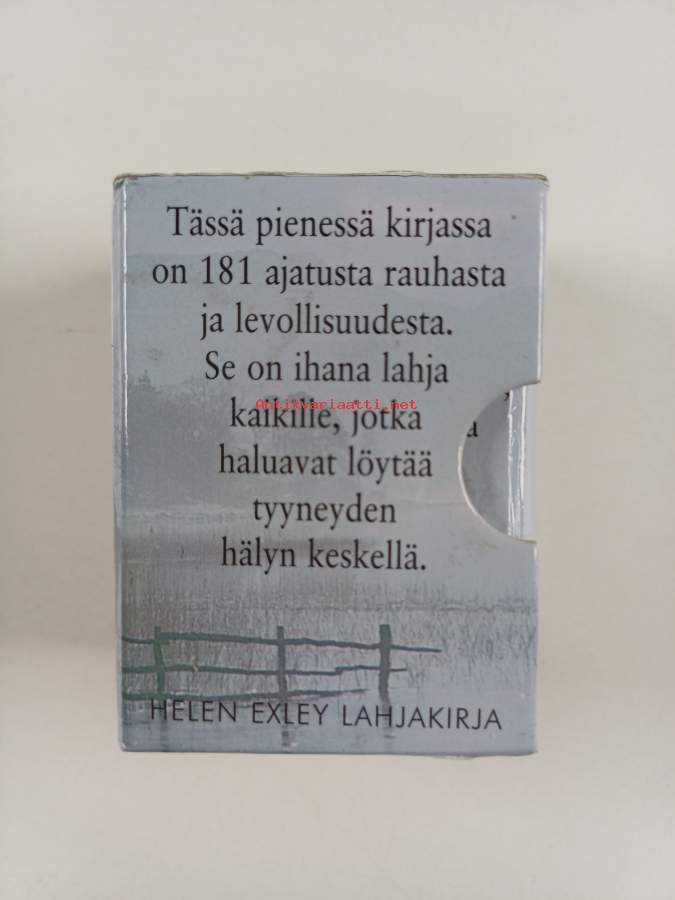 Tässä pienessä kirjassa
on 181 ajatusta rauhasta
ja levollisuudesta.
Se on ihana lahja
Antikvariaatti.net
kaikille, jotka
haluavat löytää
tyyneyden
hälyn keskellä.
HELEN EXLEY LAHJAKIRJA